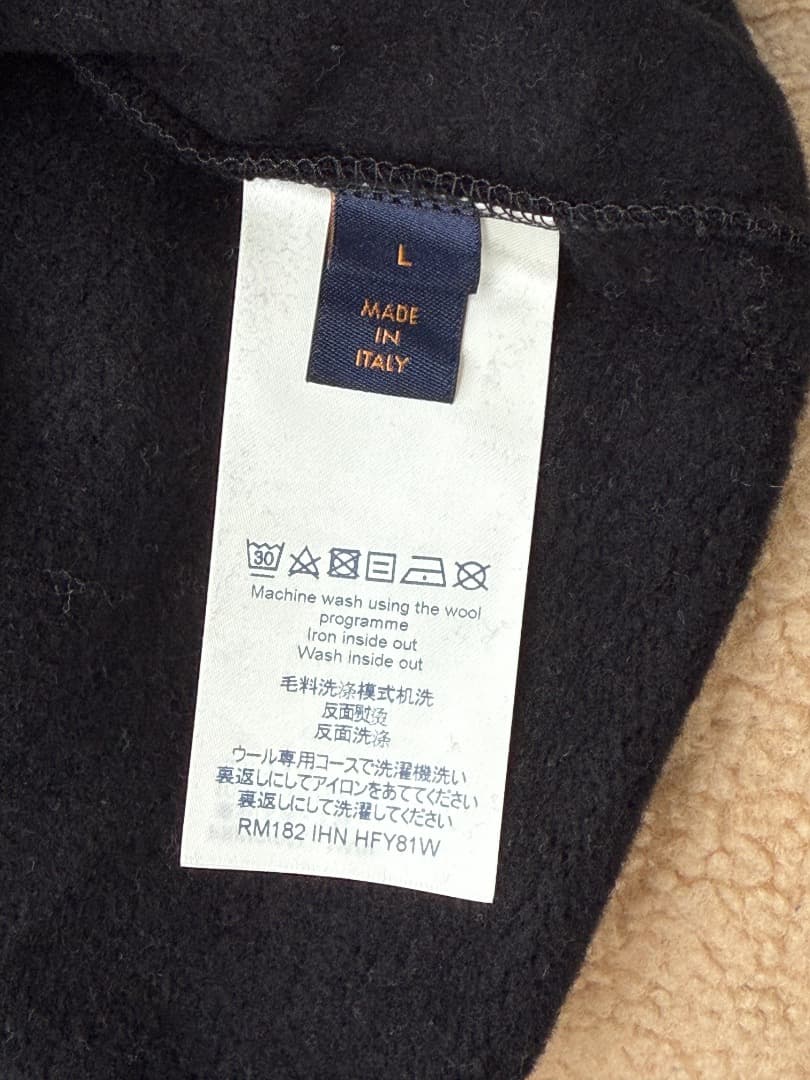 L
MADE
IN
ITALY
30
Machine wash using the wool
programme
Iron inside out
Wash inside out
毛料洗涤模式机洗
反面熨烫
反面洗涤
ウール専用コースで洗濯機洗い
裏返しにしてアイロンをあててください
裏返しにして洗濯してください
RM182 IHN HFY81W